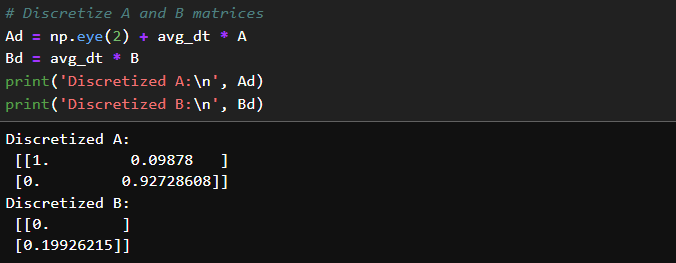 # Discretize A and B matrices
Ad = np.eye(2) + avg_dt * A
Bd = avg_dt * B
print('Discretized A:\n', Ad)
print('Discretized B:\n', Bd)
Discretized A:
 [[1.         0.09878   ]
 [0.         0.92728608]]
Discretized B:
 [[0.        ]
 [0.19926215]]